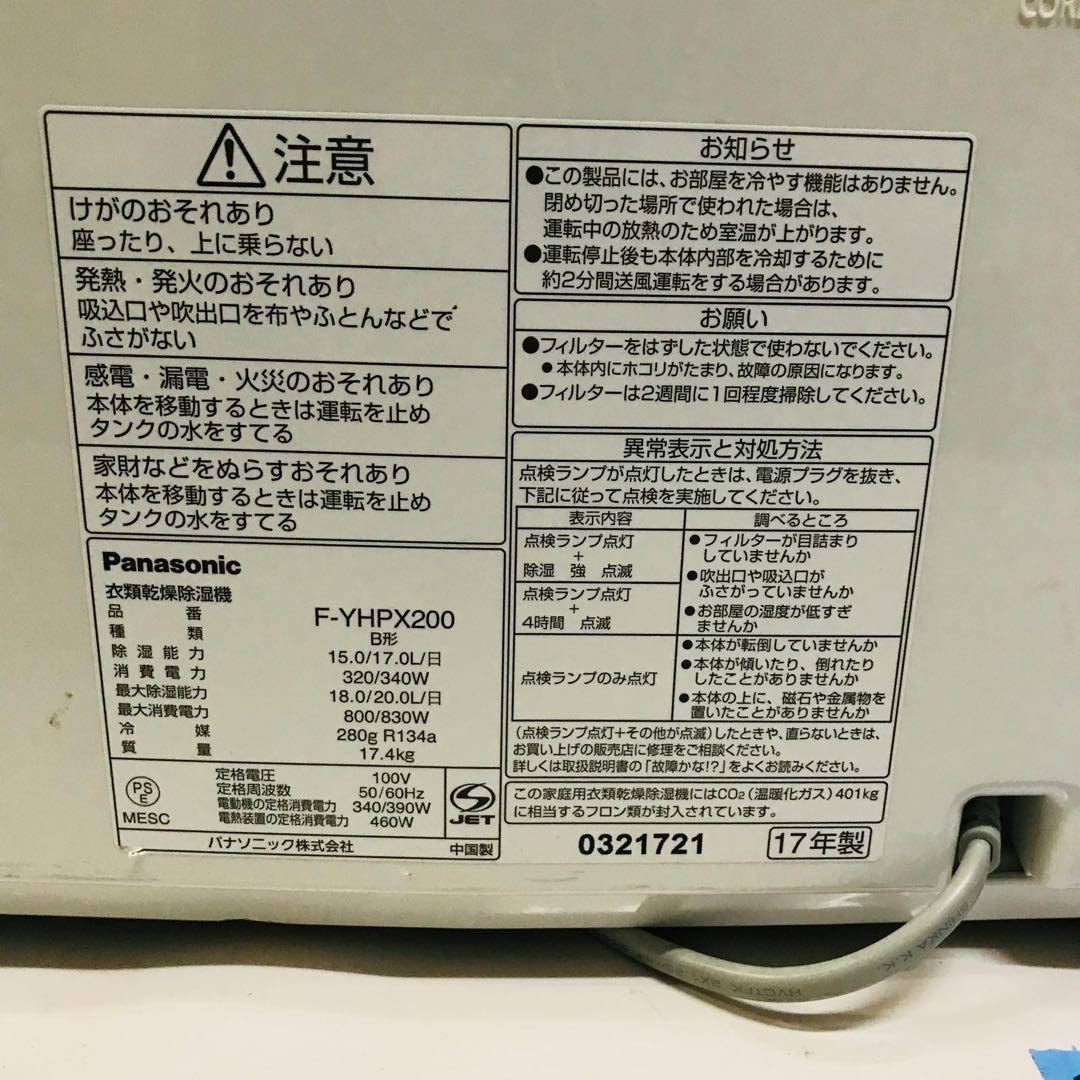 注意
けがのおそれあり
座ったり、上に乗らない
発熱・発火のおそれあり
吸込口や吹出口を布やふとんなどで
ふさがない
感電・漏電・火災のおそれあり
本体を移動するときは運転を止め
タンクの水をすてる
家財などをぬらすおそれあり
本体を移動するときは運転を止め
タンクの水をすてる
Panasonic
衣類乾燥除湿機
品番 F-YHPX200
種類 B形
除湿能力 15.0/17.0L/日
消費電力 320/340W
最大除湿能力 18.0/20.0L/日
最大消費電力 800/830W
冷媒 280g R134a
質量 17.4kg
PSE
MESC
定格電圧 100V
定格周波数 50/60Hz
電動機の定格消費電力 340/390W
電熱装置の定格消費電力 460W
JET
パナソニック株式会社 中国製
お知らせ
●この製品には、お部屋を冷やす機能はありません。
閉め切った場所で使われた場合は、
運転中の放熱のため室温が上がります。
●運転停止後も本体内部を冷却するために
約2分間送風運転をする場合があります。
お願い
●フィルターをはずした状態で使わないでください。
●本体内にホコリがたまり、故障の原因になります。
●フィルターは2週間に1回程度掃除してください。
異常表示と対処方法
点検ランプが点灯したときは、電源プラグを抜き、
下記に従って点検を実施してください。
表示内容 調べるところ
点検ランプ点灯
+
除湿 強 点滅
点検ランプ点灯
+
4時間 点滅
●フィルターが目詰まり
していませんか
●吹出口や吸込口が
ふさがっていませんか
●お部屋の湿度が低すぎ
ませんか
点検ランプのみ点灯
●本体が転倒していませんか
●本体が傾いたり、倒れたり
したことがありませんか
●本体の上に、磁石や金属物を
置いたことがありませんか
(点検ランプ点灯+その他が点滅)したときや、直らないときは、
お買い上げの販売店に修理をご相談ください。
詳しくは取扱説明書の「故障かな!?」をよくお読みください。
この家庭用衣類乾燥除湿機にはCO2(温暖化ガス)401kg
に相当するフロン類が封入されています。
0321721 17年製
SHINKA K.K.